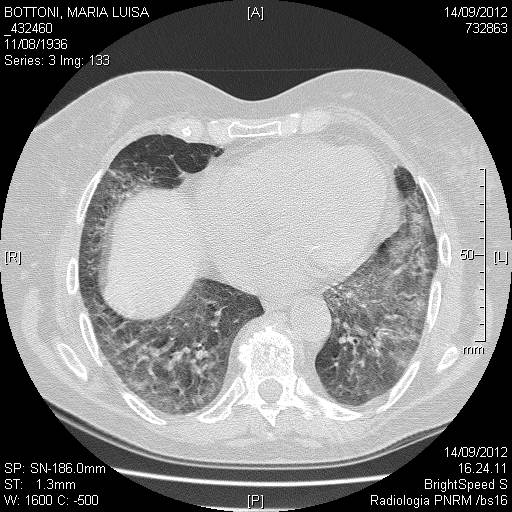 BOTTONI, MARIA LUISA
_432460
11/08/1936
Series: 3 Img: 133
[A]
14/09/2012
732863
[R]
[L]
50
mm
SP: SN-186.0mm
ST: 1.3mm
W: 1600 C: -500
[P]
14/09/2012
16.24.11
BrightSpeed S
Radiologia PNRM /bs16